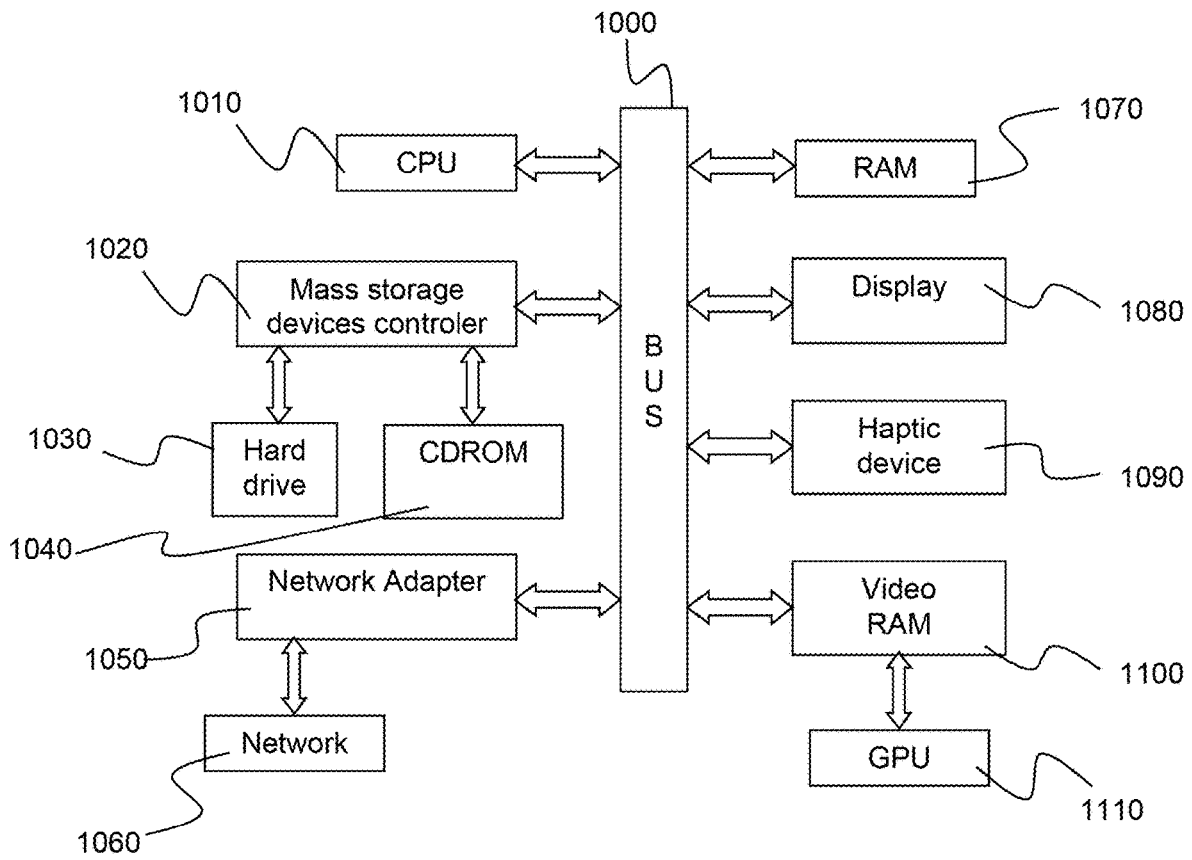 1000
1010
CPU
RAM
1070
1020
Mass storage
devices controler
Display
1080
B
U
S
1030
Hard
drive
CDROM
Haptic
device
1090
1040
Network Adapter
Video
RAM
1050
1100
Network
GPU
1060
1110